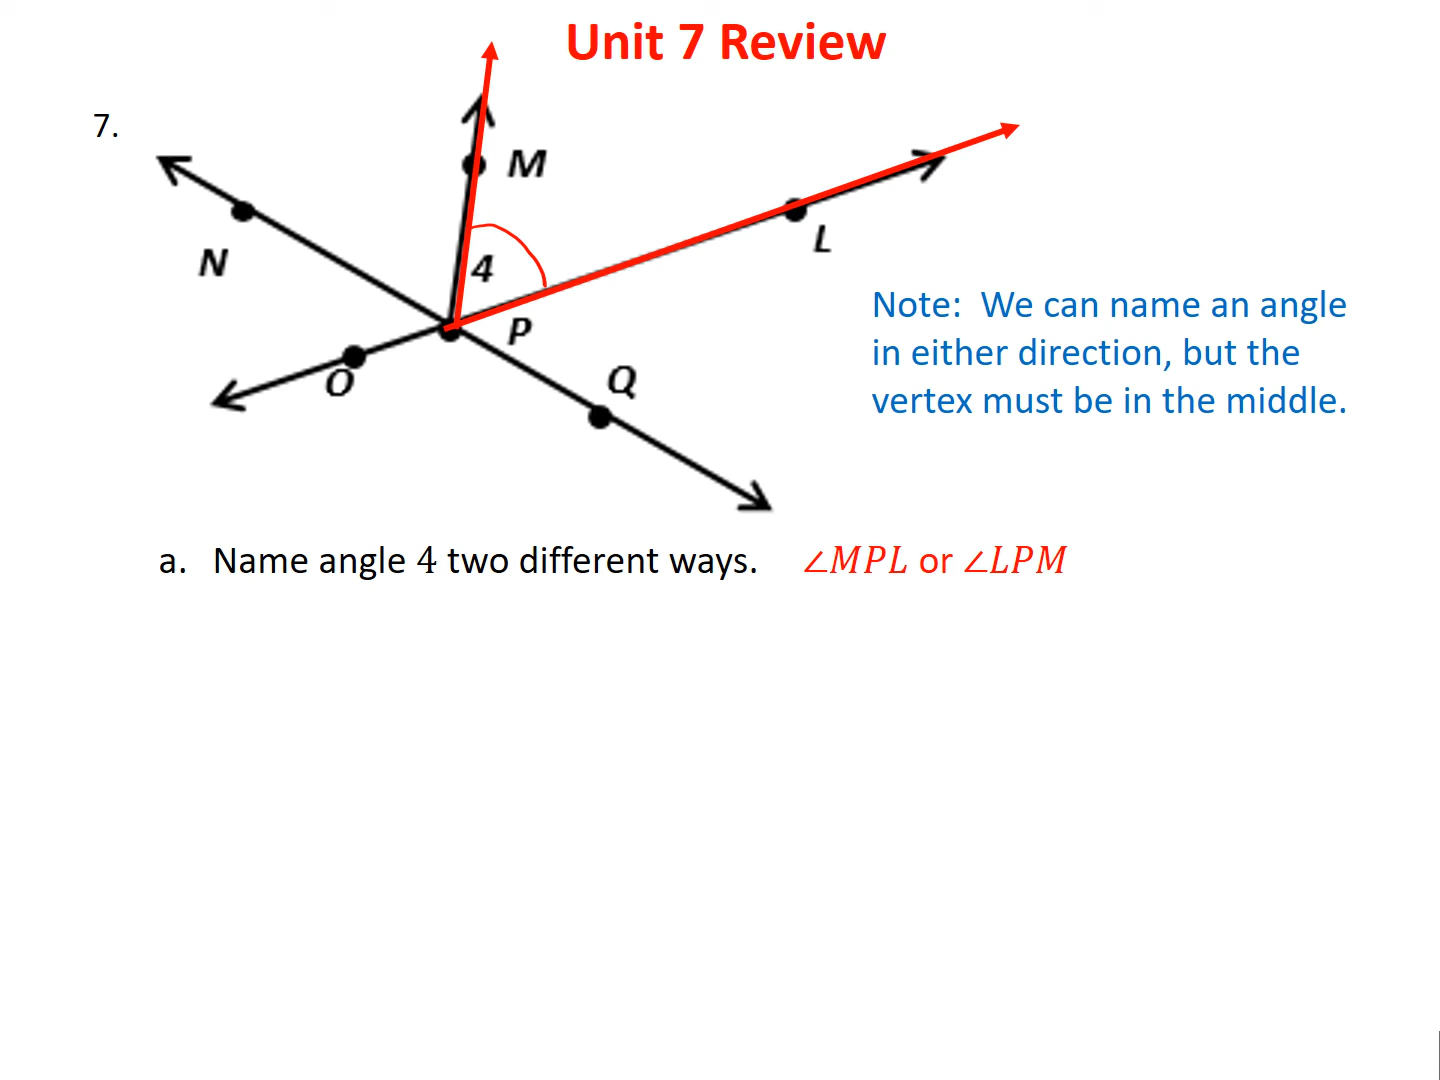 Unit 7 Review
7.
M
N
L
4
P
O
Q
Note: We can name an angle
in either direction, but the
vertex must be in the middle.
a. Name angle 4 two different ways. ∠MPL or ∠LPM